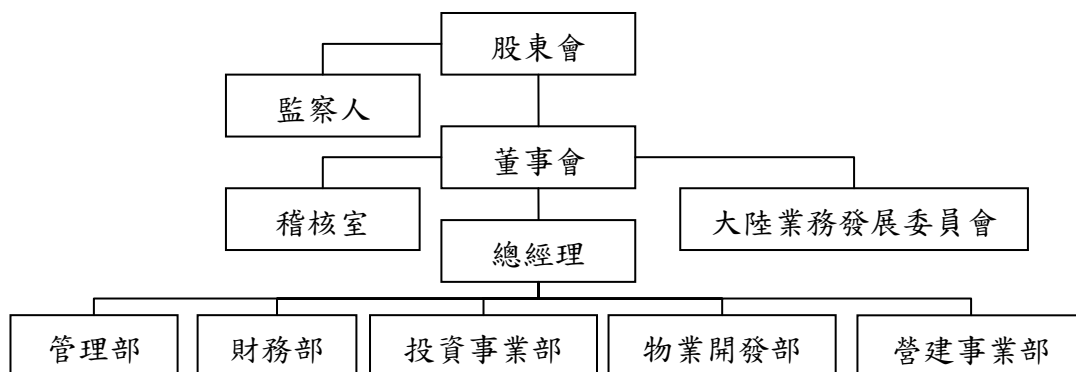 股東會
監察人
董事會
稽核室
大陸業務發展委員會
總經理
管理部
財務部
投資事業部
物業開發部
營建事業部